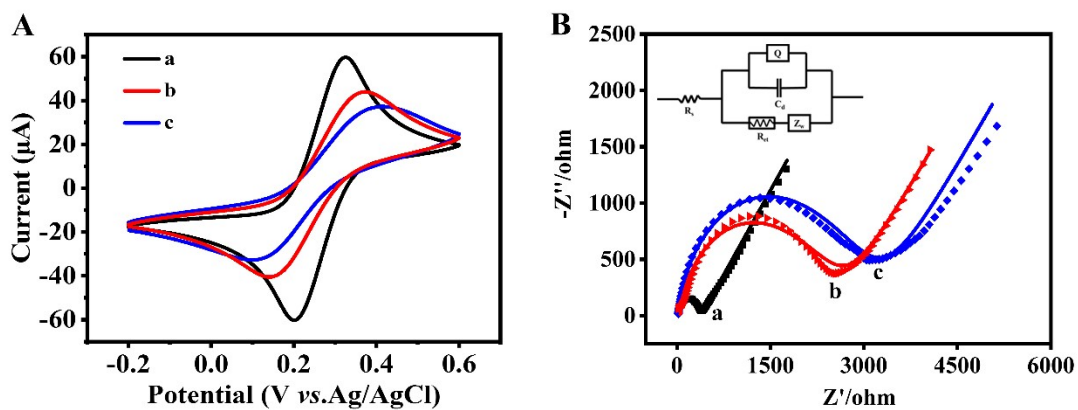 A
a
b
c
60
40
20
0
-20
-40
-60
Current (μA)
-0.2
0.0
0.2
0.4
0.6
Potential (V vs.Ag/AgCl)
B
2500
2000
1500
1000
500
0
-Z''/ohm
Q
Cd
Rs
Zw
a
b
c
0
1500
3000
4500
6000
Z'/ohm